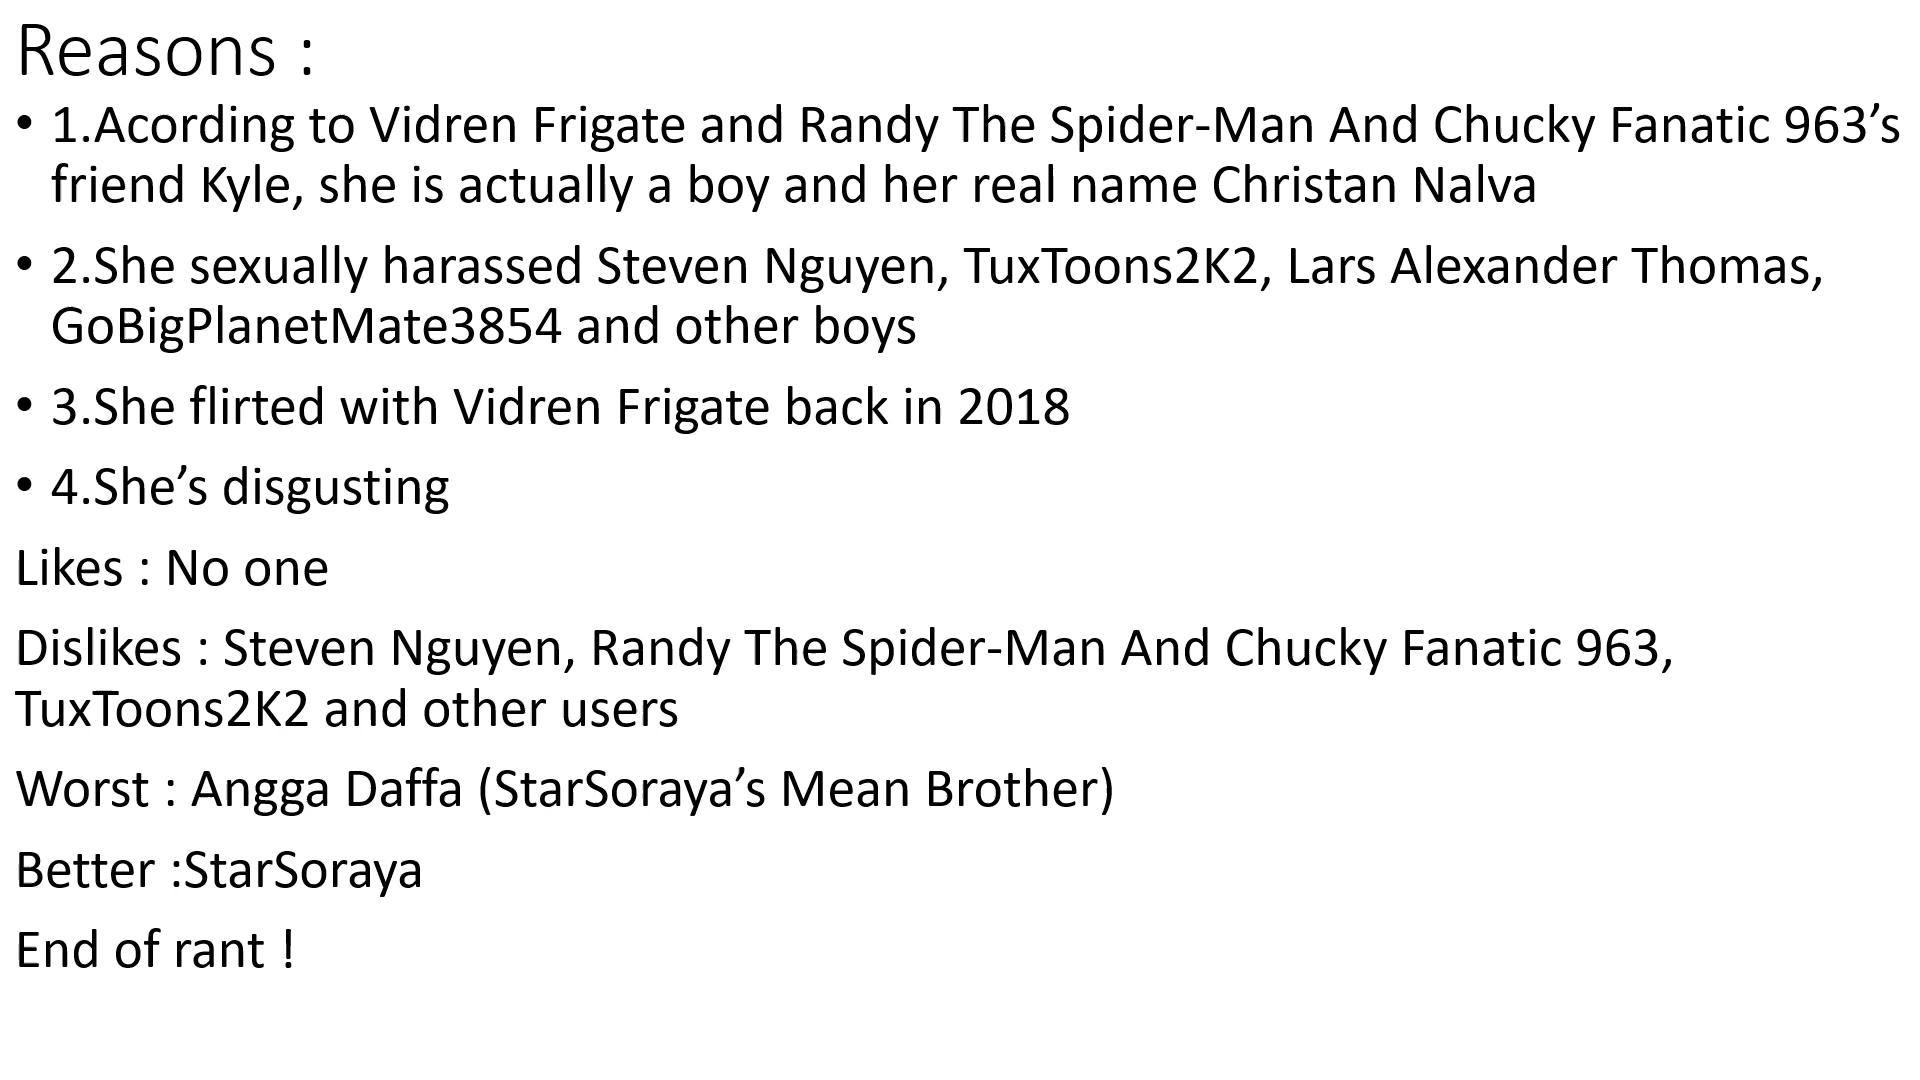 Reasons :
• 1.Acording to Vidren Frigate and Randy The Spider-Man And Chucky Fanatic 963’s
friend Kyle, she is actually a boy and her real name Christan Nalva
• 2.She sexually harassed Steven Nguyen, TuxToons2K2, Lars Alexander Thomas,
GoBigPlanetMate3854 and other boys
• 3.She flirted with Vidren Frigate back in 2018
• 4.She’s disgusting
Likes : No one
Dislikes : Steven Nguyen, Randy The Spider-Man And Chucky Fanatic 963,
TuxToons2K2 and other users
Worst : Angga Daffa (StarSoraya’s Mean Brother)
Better :StarSoraya
End of rant !